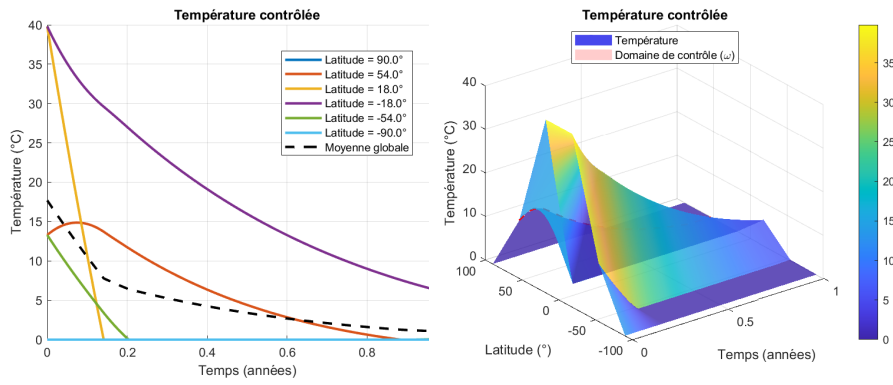 Température contrôlée
Température (°C)
40
35
30
25
20
15
10
5
0
Latitude = 90.0°
Latitude = 54.0°
Latitude = 18.0°
Latitude = -18.0°
Latitude = -54.0°
Latitude = -90.0°
Moyenne globale
0
0.2
0.4
0.6
0.8
Temps (années)
Température contrôlée
Température
Domaine de contrôle (ω)
Température (°C)
40
30
20
10
0
100
50
0
-50
-100
Latitude (°)
0
0.5
1
Temps (années)
35
30
25
20
15
10
5
0